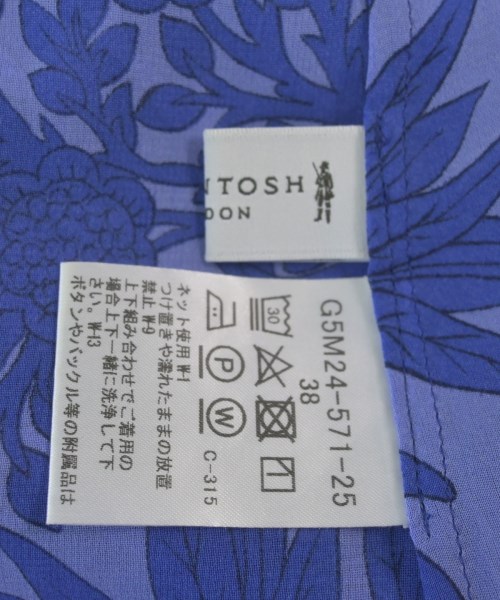 NTOSH
DON
G5M24-571-25
38
30
P
W
C-315
ネット使用 W-1
つけ置きや濡れたままの放置
禁止 W-9
上下組み合わせでご着用の
場合上下一緒に洗浄して下
さい。W-13
ボタンやバックル等の附属品は